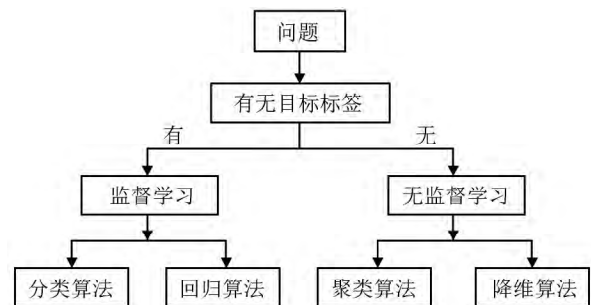 问题
有无目标标签
有
无
监督学习
无监督学习
分类算法
回归算法
聚类算法
降维算法